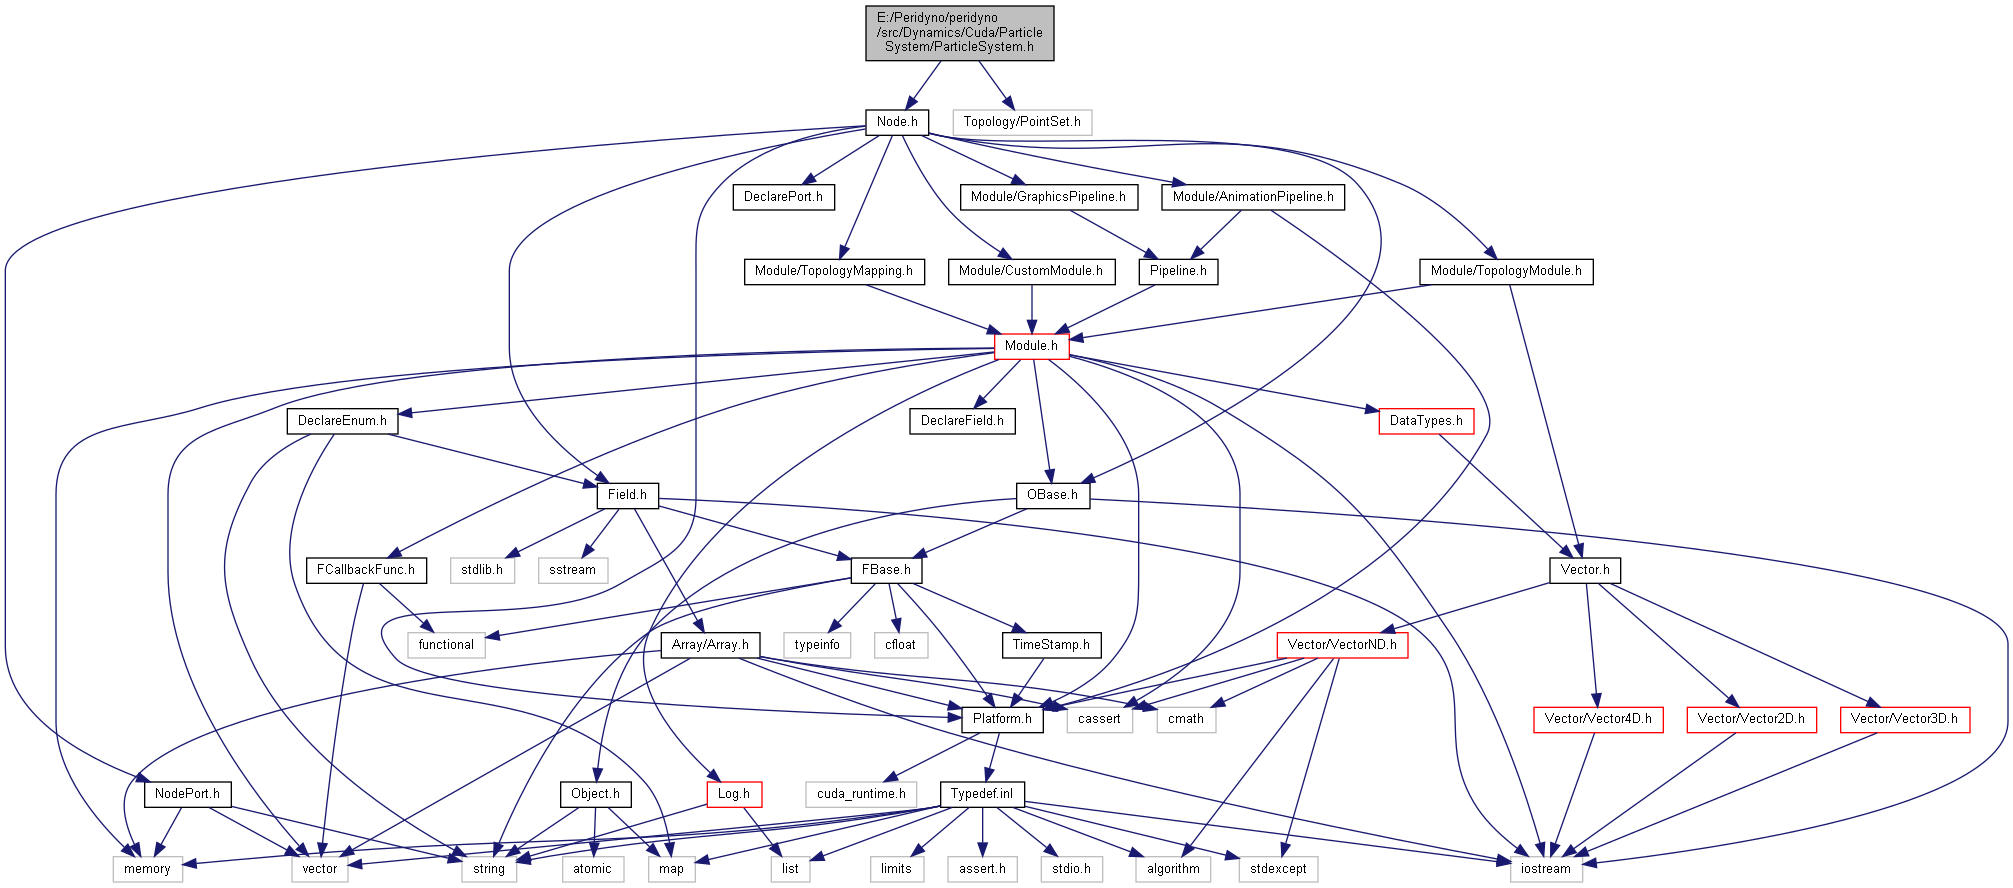 E:/Peridyno/peridyno
/src/Dynamics/Cuda/Particle
System/ParticleSystem.h
Node.h
Topology/PointSet.h
DeclarePort.h
Module/GraphicsPipeline.h
Module/AnimationPipeline.h
Module/TopologyMapping.h
Module/CustomModule.h
Pipeline.h
Module/TopologyModule.h
Module.h
DeclareEnum.h
DeclareField.h
DataTypes.h
Field.h
OBase.h
FCallbackFunc.h
stdlib.h
sstream
FBase.h
Vector.h
functional
Array/Array.h
typeinfo
cfloat
TimeStamp.h
Vector/VectorND.h
Platform.h
cassert
cmath
Vector/Vector4D.h
Vector/Vector2D.h
Vector/Vector3D.h
NodePort.h
Object.h
Log.h
cuda_runtime.h
Typedef.inl
memory
vector
string
atomic
map
list
limits
assert.h
stdio.h
algorithm
stdexcept
iostream